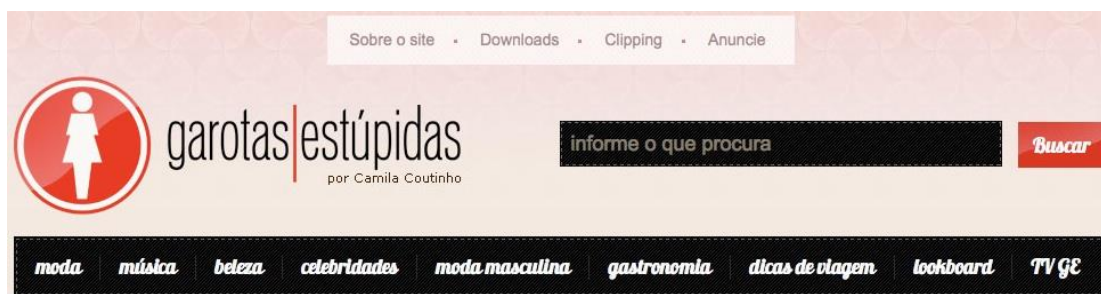 Sobre o site • Downloads • Clipping • Anuncie
garotas|estúpidas
por Camila Coutinho
informe o que procura
Buscar
moda música beleza celebridades moda masculina gastronomia dicas de viagem lookboard TV GE